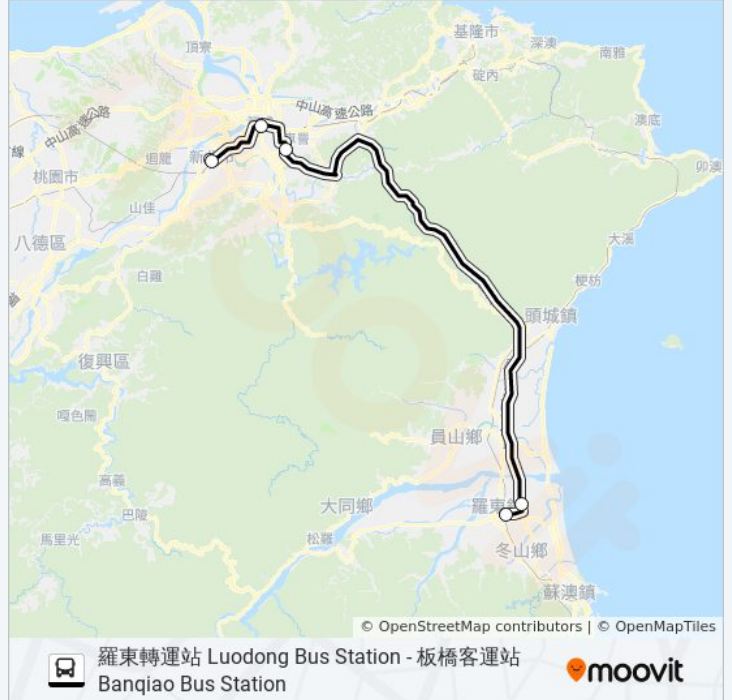 頂寮
基隆市
深澳
南雅
碇內
中山高速公路
中山高速公路
澳底
卯澳
迴龍
桃園市
山佳
八德區
大溪
白雞
梗枋
頭城鎮
復興區
嘎色鬧
員山鄉
高義
大同鄉
羅東
巴陵
松羅
馬里光
冬山鄉
蘇澳鎮
© OpenStreetMap contributors | © OpenMapTiles
羅東轉運站 Luodong Bus Station - 板橋客運站
Banqiao Bus Station
moovit